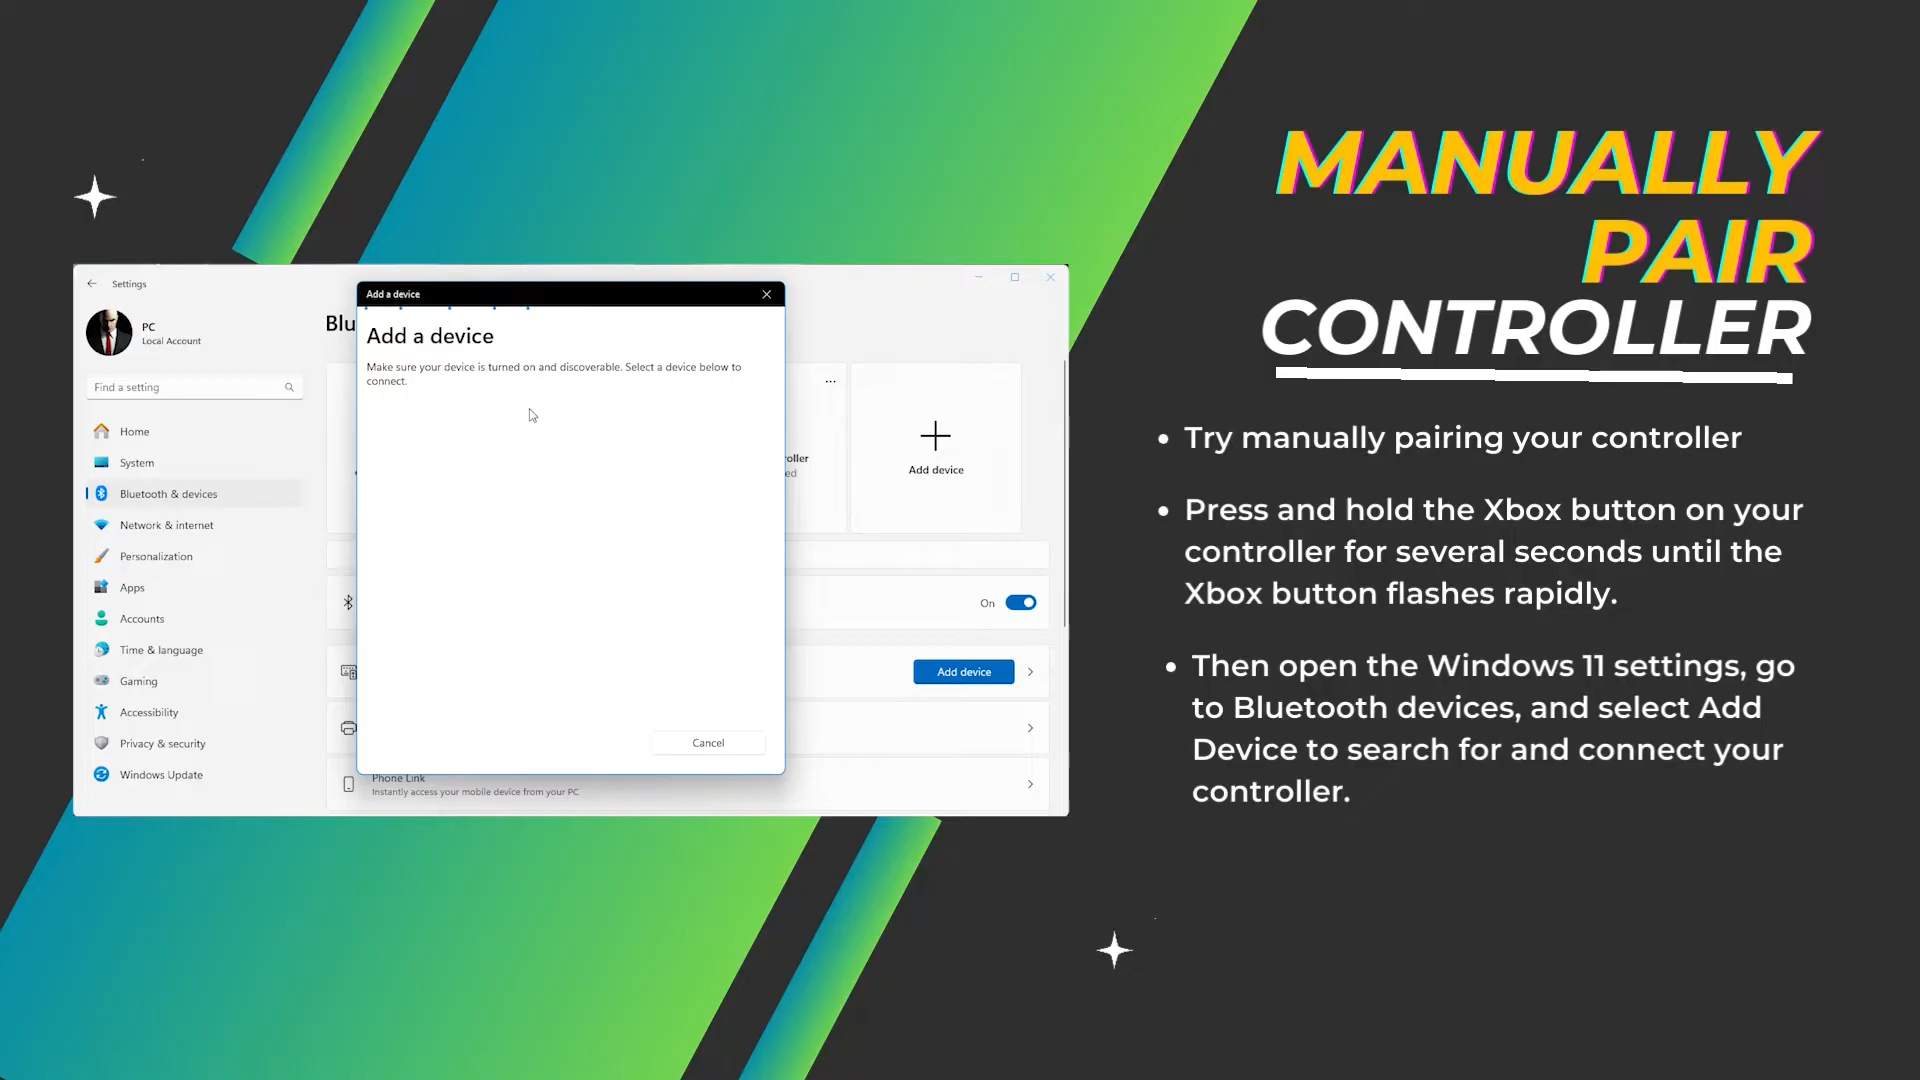 MANUALLY
PAIR
CONTROLLER
• Try manually pairing your controller
• Press and hold the Xbox button on your
controller for several seconds until the
Xbox button flashes rapidly.
• Then open the Windows 11 settings, go
to Bluetooth devices, and select Add
Device to search for and connect your
controller.
Settings
PC
Local Account
Find a setting
Home
System
Bluetooth & devices
Network & internet
Personalization
Apps
Accounts
Time & language
Gaming
Accessibility
Privacy & security
Windows Update
Blu
Add a device
Add a device
Make sure your device is turned on and discoverable. Select a device below to
connect.
Cancel
...
oller
ed
Add device
On
Add device
Phone Link
Instantly access your mobile device from your PC